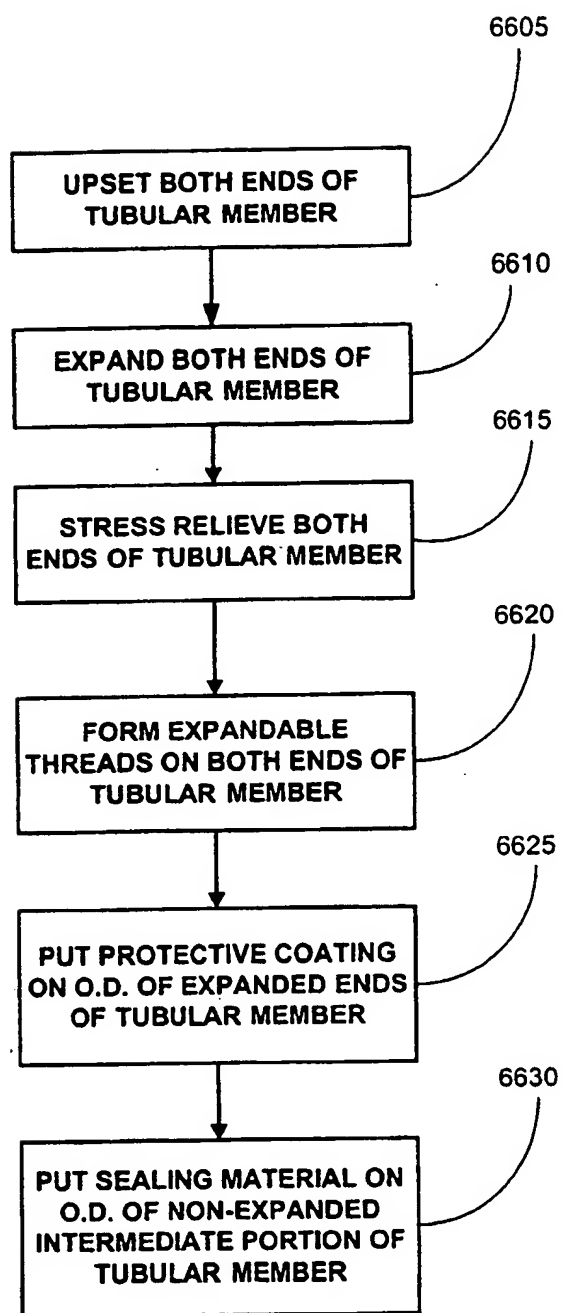 6605
UPSET BOTH ENDS OF
TUBULAR MEMBER
6610
EXPAND BOTH ENDS OF
TUBULAR MEMBER
6615
STRESS RELIEVE BOTH
ENDS OF TUBULAR MEMBER
6620
FORM EXPANDABLE
THREADS ON BOTH ENDS OF
TUBULAR MEMBER
6625
PUT PROTECTIVE COATING
ON O.D. OF EXPANDED ENDS
OF TUBULAR MEMBER
6630
PUT SEALING MATERIAL ON
O.D. OF NON-EXPANDED
INTERMEDIATE PORTION OF
TUBULAR MEMBER